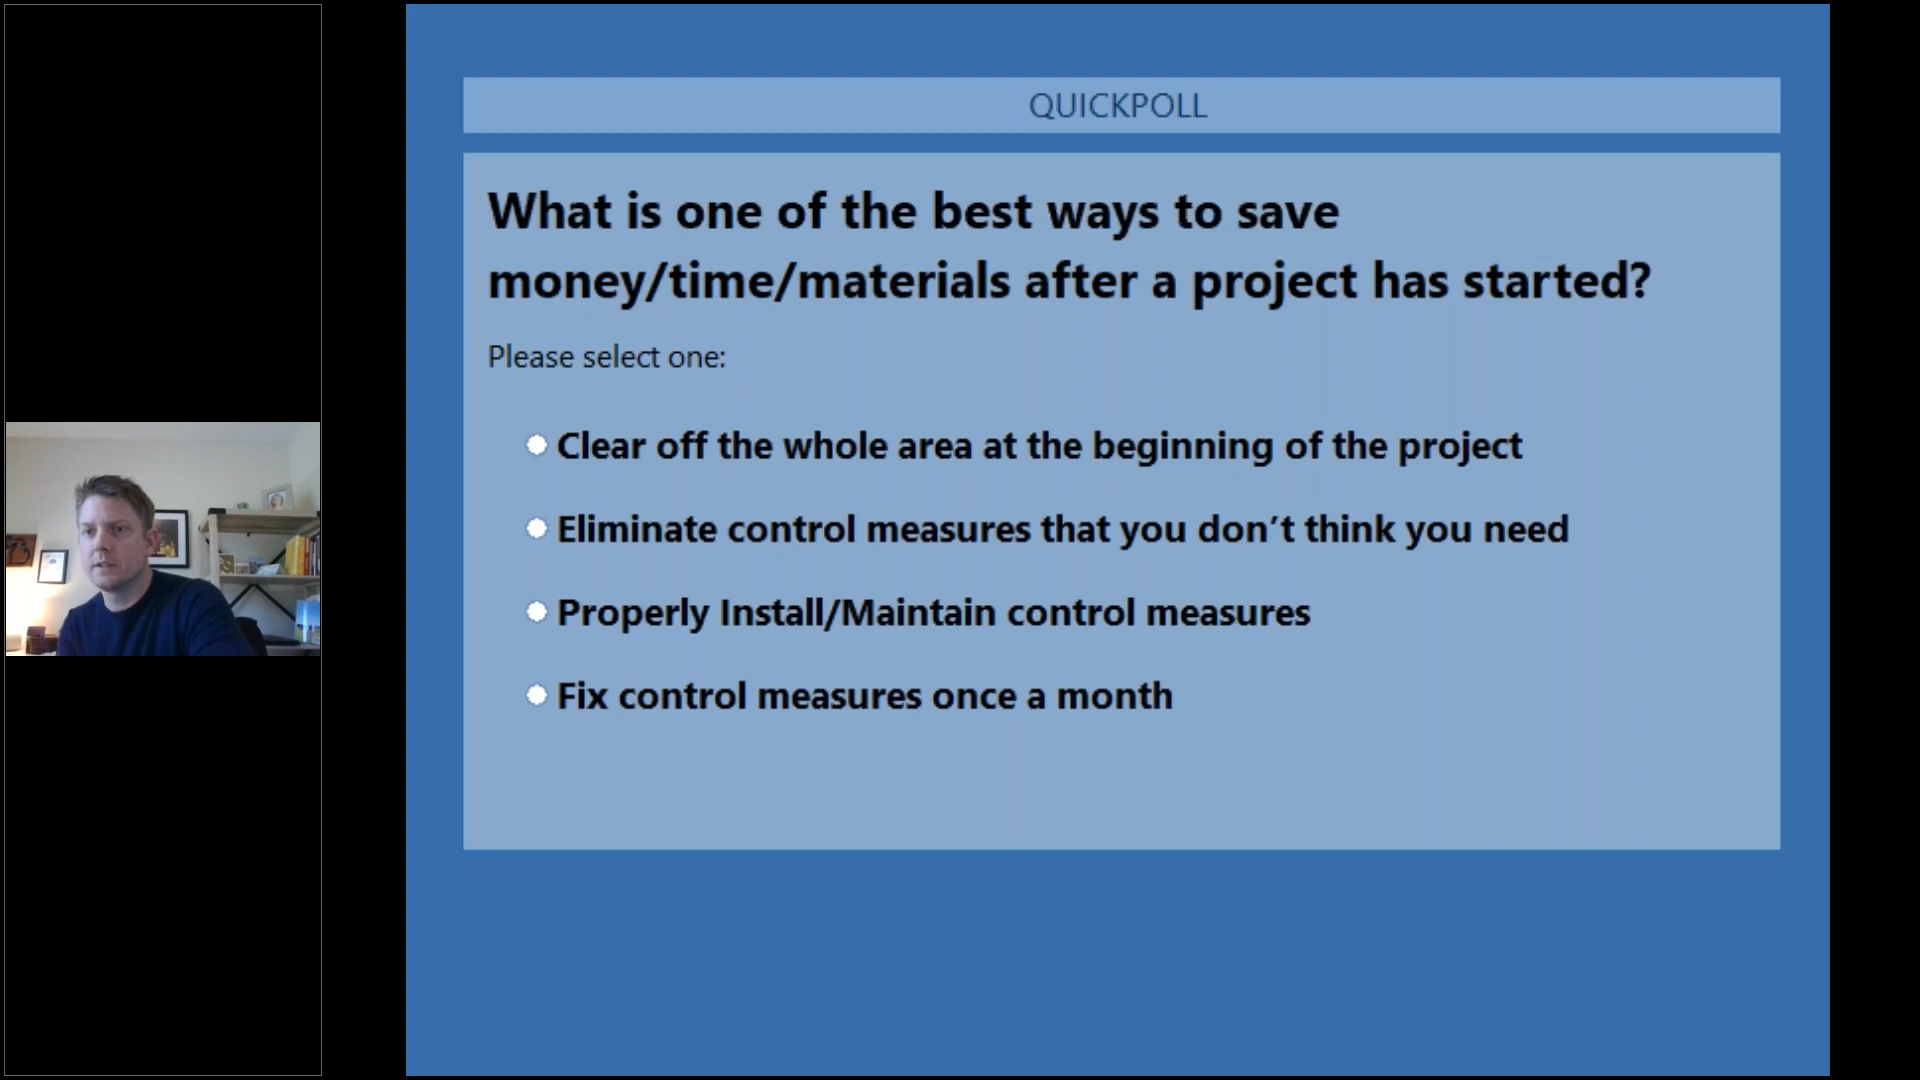 QUICKPOLL
What is one of the best ways to save
money/time/materials after a project has started?
Please select one:
Clear off the whole area at the beginning of the project
Eliminate control measures that you don’t think you need
Properly Install/Maintain control measures
Fix control measures once a month